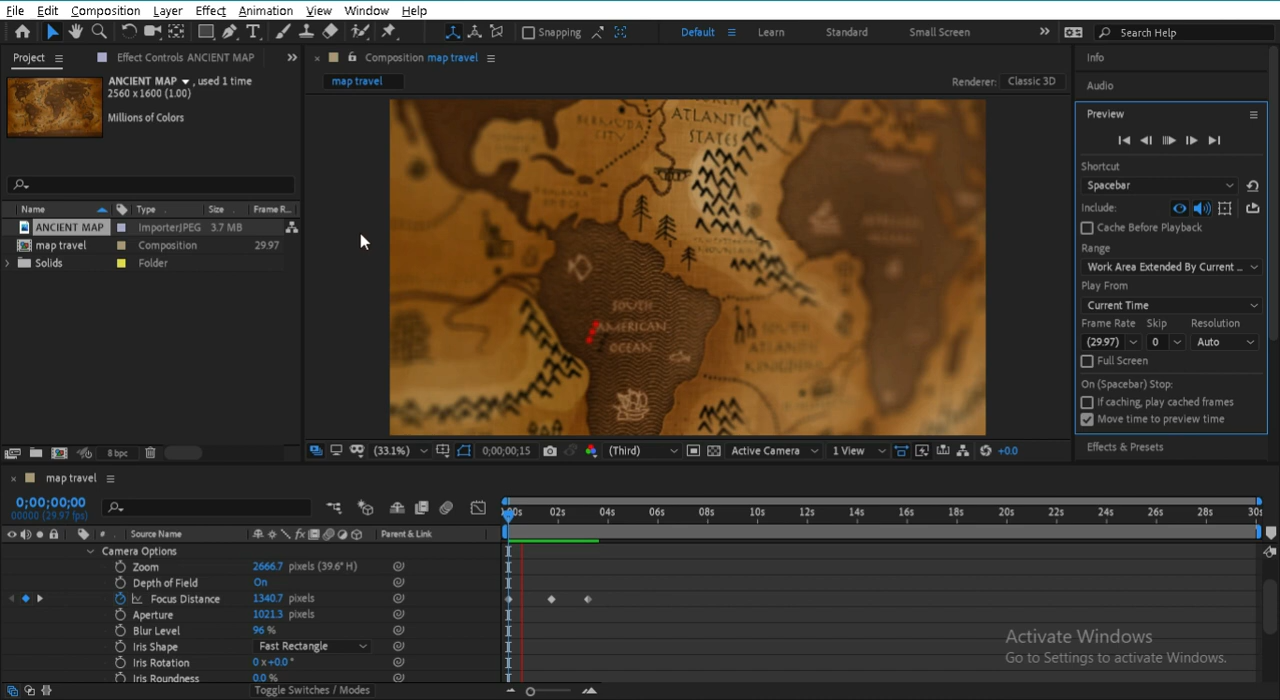 File Edit Composition Layer Effect Animation View Window Help
Snapping Default Learn Standard Small Screen Search Help
Project Effect Controls ANCIENT MAP Composition map travel Info
ANCIENT MAP , used 1 time
2560 x 1600 (1.00)
Millions of Colors
map travel Renderer: Classic 3D
Audio
Preview
Shortcut
Spacebar
Include:
Cache Before Playback
Range
Work Area Extended By Current ...
Play From
Current Time
Frame Rate Skip Resolution
(29.97) 0 Auto
Full Screen
On (Spacebar) Stop:
If caching, play cached frames
Move time to preview time
Effects & Presets
Name Type Size Frame R...
ANCIENT MAP ImporterJPEG 3.7 MB
map travel Composition 29.97
Solids Folder
BERMUDA
CITY
ATLANTIC
STATES
SOUTH
AMERICAN
OCEAN
SOUTH
ATLANTIC
KINGDOM
8 bpc
(33.1%) 0;00;00;15 (Third) Active Camera 1 View +0.0
map travel
0;00;00;00
00000 (29.97 fps)
# Source Name Parent & Link
02s 04s 06s 08s 10s 12s 14s 16s 18s 20s 22s 24s 26s 28s
Camera Options
Zoom 2666.7 pixels (39.6° H)
Depth of Field On
Focus Distance 1340.7 pixels
Aperture 1021.3 pixels
Blur Level 96 %
Iris Shape Fast Rectangle
Iris Rotation 0 x+0.0 °
Iris Roundness 0.0 %
Toggle Switches / Modes
Activate Windows
Go to Settings to activate Windows.